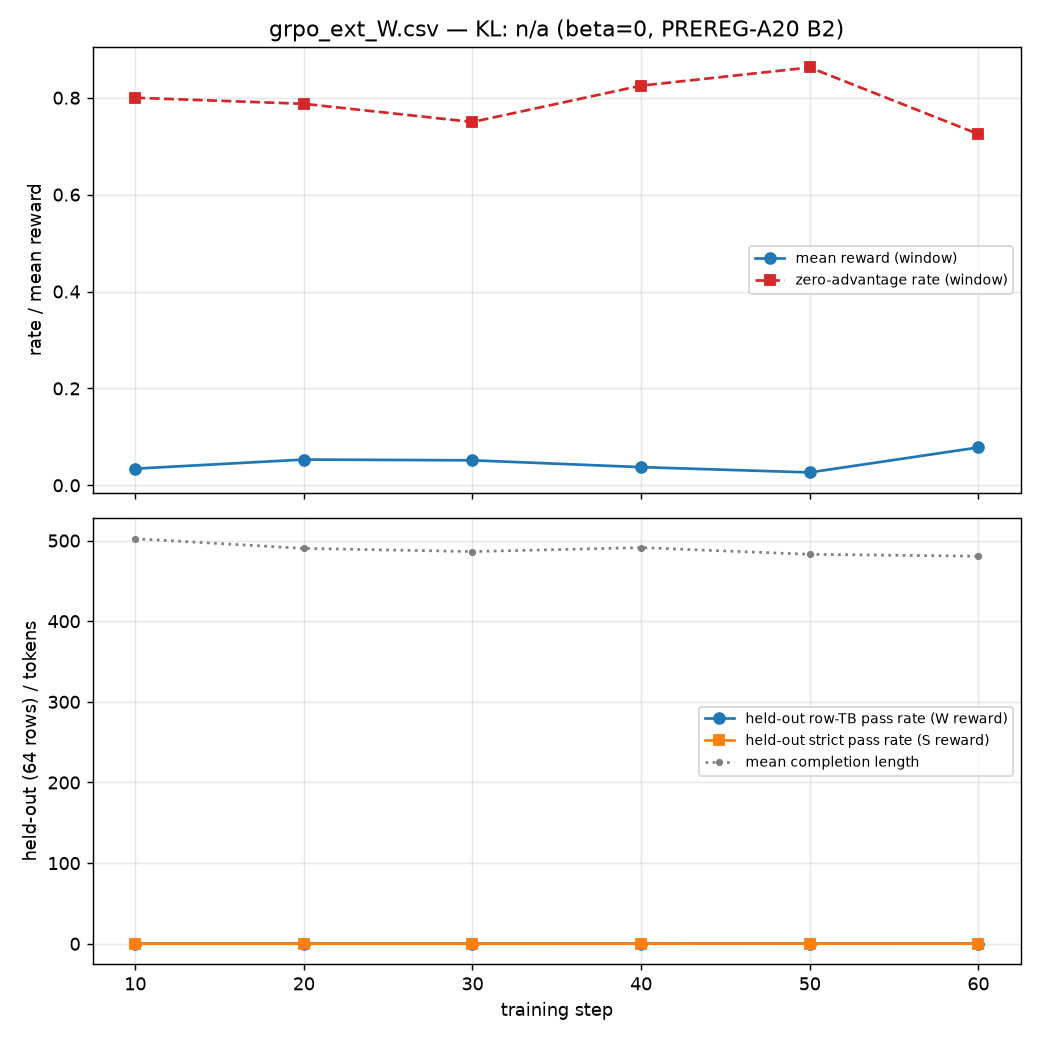 grpo_ext_W.csv — KL: n/a (beta=0, PREREG-A20 B2)
rate / mean reward
0.8
0.6
0.4
0.2
0.0
mean reward (window)
zero-advantage rate (window)
held-out (64 rows) / tokens
500
400
300
200
100
0
held-out row-TB pass rate (W reward)
held-out strict pass rate (S reward)
mean completion length
10 20 30 40 50 60
training step